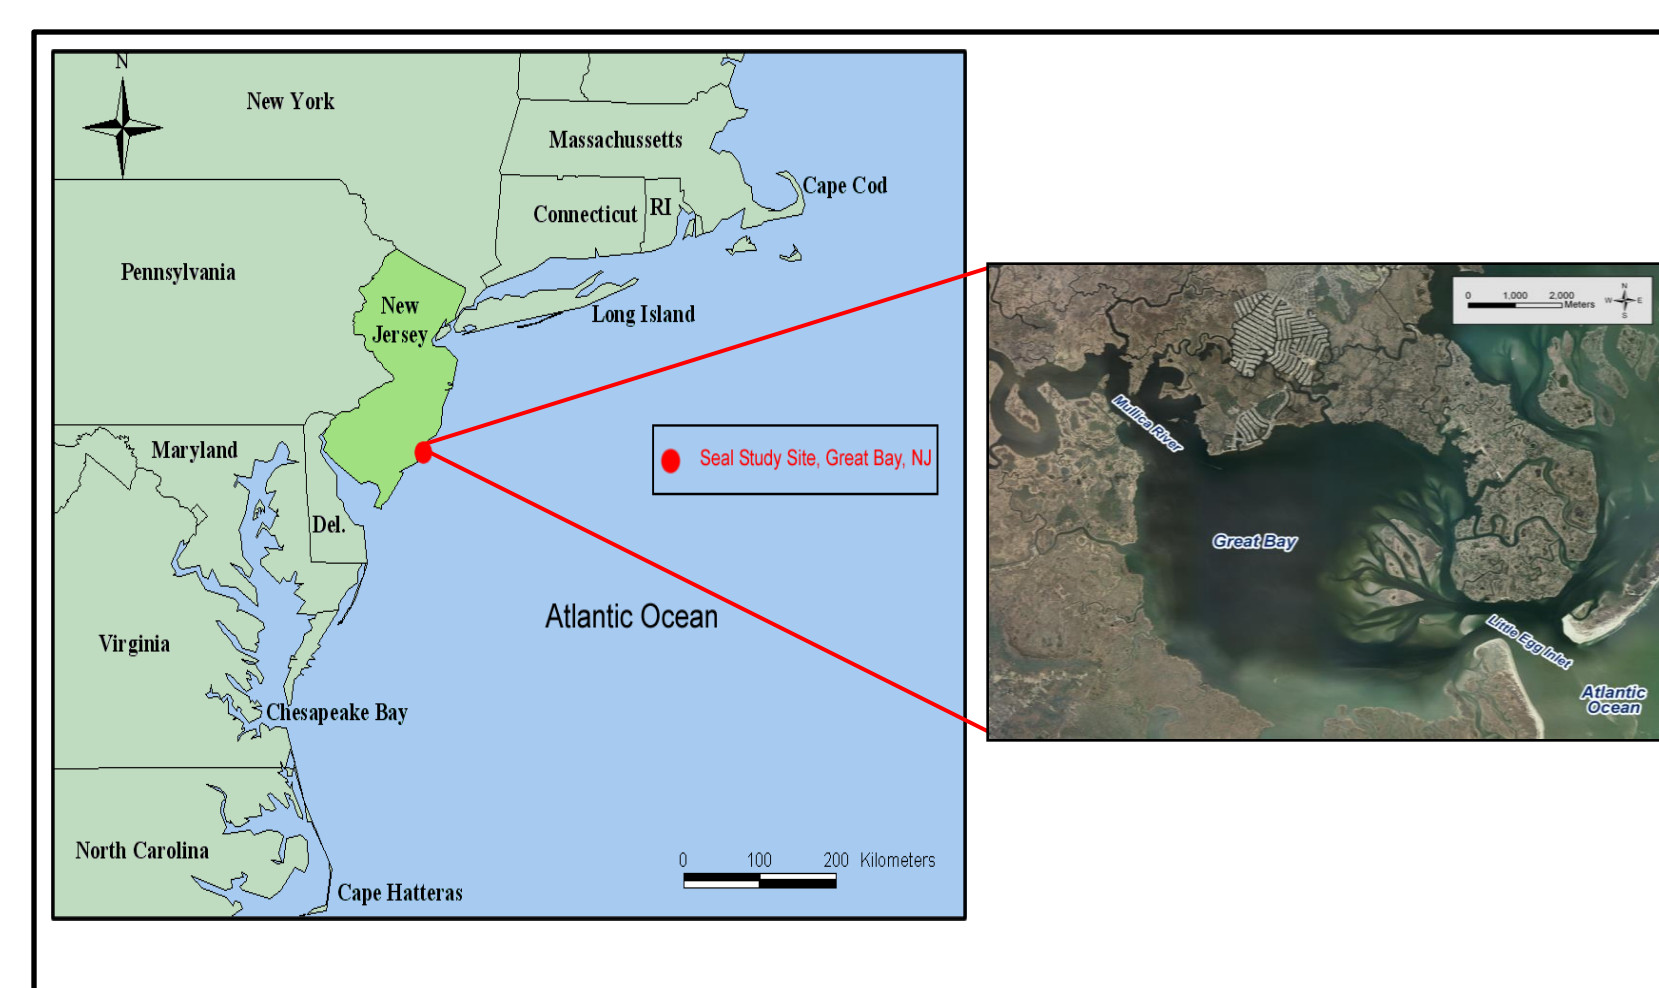 N
New York
Massachusetts
Cape Cod
Connecticut
RI
Pennsylvania
New
Jersey
Long Island
Maryland
Seal Study Site, Great Bay, NJ
Del.
Atlantic Ocean
Virginia
Chesapeake Bay
North Carolina
Cape Hatteras
0 100 200 Kilometers
0 1,000 2,000
Meters
N
W E
S
Mullica River
Great Bay
Little Egg Inlet
Atlantic
Ocean